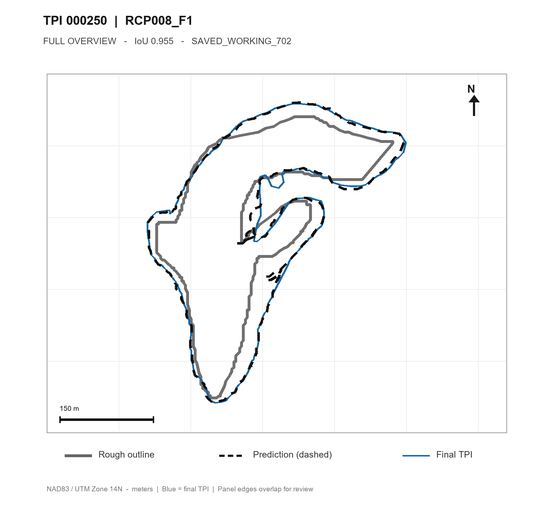 TPI 000250 | RCP008_F1
FULL OVERVIEW - IoU 0.955 - SAVED_WORKING_702
N
150 m
Rough outline
Prediction (dashed)
Final TPI
NAD83 / UTM Zone 14N - meters | Blue = final TPI | Panel edges overlap for review